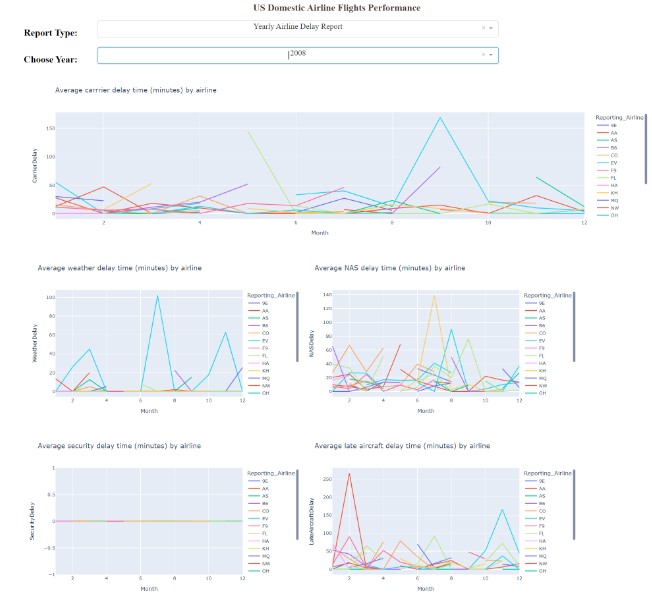 US Domestic Airline Flights Performance
Report Type:
Yearly Airline Delay Report
Choose Year:
2008
Average carrrier delay time (minutes) by airline
150
100
50
0
CarrierDelay
2
4
6
8
10
12
Month
Reporting_Airline
9E
AA
AS
B6
CO
EV
F9
FL
HA
KH
MQ
NW
OH
Average weather delay time (minutes) by airline
100
80
60
40
20
0
WeatherDelay
2
4
6
8
10
12
Month
Reporting_Airline
9E
AA
AS
B6
CO
EV
F9
FL
HA
KH
MQ
NW
OH
Average NAS delay time (minutes) by airline
140
120
100
80
60
40
20
0
NASDelay
2
4
6
8
10
12
Month
Reporting_Airline
9E
AA
AS
B6
CO
EV
F9
FL
HA
KH
MQ
NW
OH
Average security delay time (minutes) by airline
1
0.5
0
−0.5
−1
SecurityDelay
2
4
6
8
10
12
Month
Reporting_Airline
9E
AA
AS
B6
CO
EV
F9
FL
HA
KH
MQ
NW
OH
Average late aircraft delay time (minutes) by airline
250
200
150
100
50
0
LateAircraftDelay
2
4
6
8
10
12
Month
Reporting_Airline
9E
AA
AS
B6
CO
EV
F9
FL
HA
KH
MQ
NW
OH